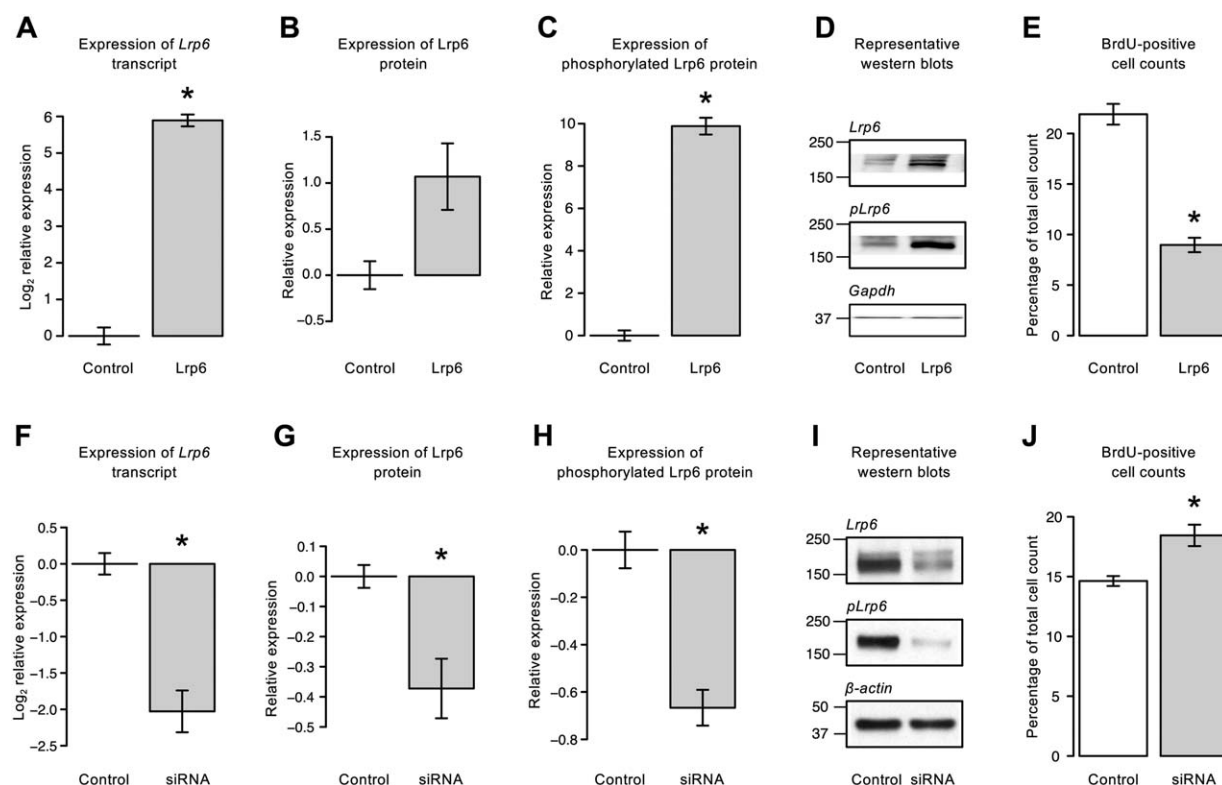 A
Expression of Lrp6
transcript
Log2 relative expression
6
5
4
3
2
1
0
*
Control
Lrp6
B
Expression of Lrp6
protein
Relative expression
1.5
1.0
0.5
0.0
−0.5
Control
Lrp6
C
Expression of
phosphorylated Lrp6 protein
Relative expression
10
8
6
4
2
0
*
Control
Lrp6
D
Representative
western blots
Lrp6
250
150
pLrp6
250
150
Gapdh
37
Control Lrp6
E
BrdU-positive
cell counts
Percentage of total cell count
20
15
10
5
0
*
Control
Lrp6
F
Expression of Lrp6
transcript
Log2 relative expression
0.5
0.0
−0.5
−1.0
−1.5
−2.0
−2.5
*
Control
siRNA
G
Expression of Lrp6
protein
Relative expression
0.1
0.0
−0.1
−0.2
−0.3
−0.4
−0.5
*
Control
siRNA
H
Expression of
phosphorylated Lrp6 protein
Relative expression
0.0
−0.2
−0.4
−0.6
−0.8
*
Control
siRNA
I
Representative
western blots
Lrp6
250
150
pLrp6
250
150
β-actin
50
37
Control siRNA
J
BrdU-positive
cell counts
Percentage of total cell count
20
15
10
5
0
*
Control
siRNA